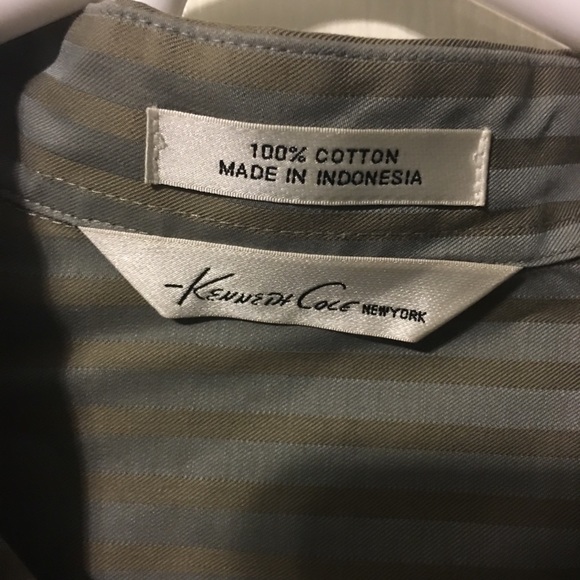 100% COTTON
MADE IN INDONESIA
Kenneth Cole NEW YORK